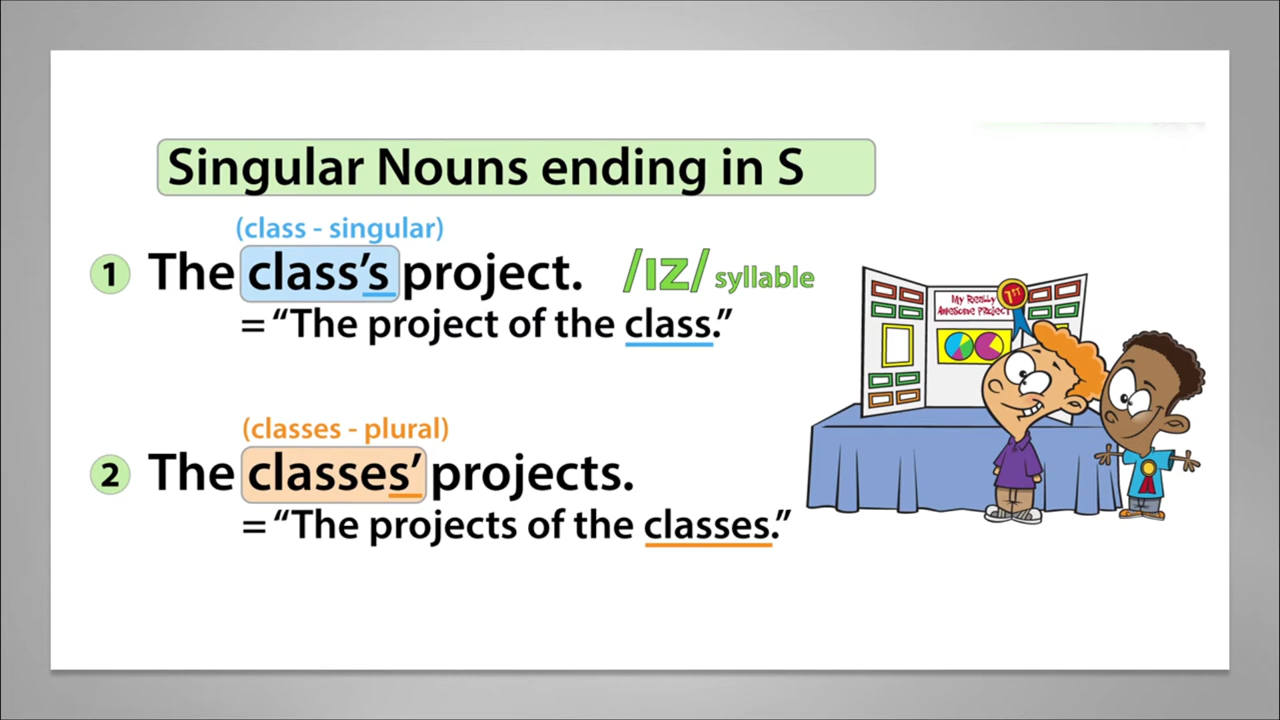 Singular Nouns ending in S
(class - singular)
1 The class’s project. /ɪz/ syllable
= “The project of the class.”
My Really
Awesome Project
1ST
(classes - plural)
2 The classes’ projects.
= “The projects of the classes.”